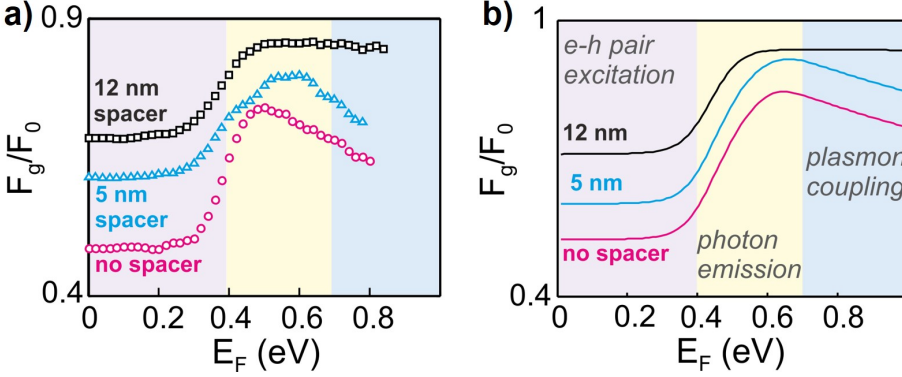 a)
0.9
F_g/F_0
12 nm
spacer
5 nm
spacer
no spacer
0.4
0 0.2 0.4 0.6 0.8
E_F (eV)
b)
1
F_g/F_0
e-h pair
excitation
12 nm
5 nm
no spacer
plasmon
coupling
photon
emission
0.4
0 0.2 0.4 0.6 0.8
E_F (eV)